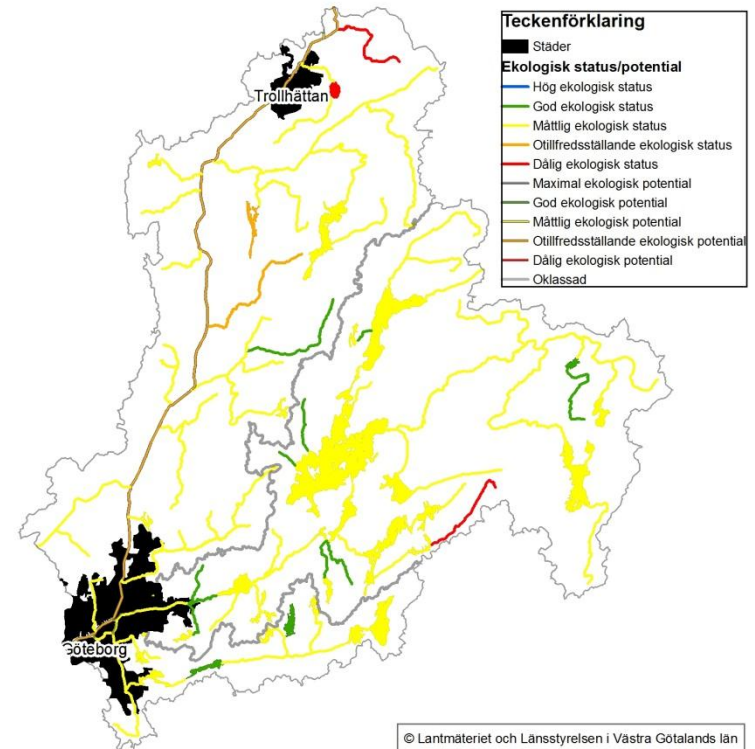 Teckenförklaring
Städer
Ekologisk status/potential
Hög ekologisk status
God ekologisk status
Måttlig ekologisk status
Otillfredsställande ekologisk status
Dålig ekologisk status
Maximal ekologisk potential
God ekologisk potential
Måttlig ekologisk potential
Otillfredsställande ekologisk potential
Dålig ekologisk potential
Oklassad
Trollhättan
Göteborg
© Lantmäteriet och Länsstyrelsen i Västra Götalands län